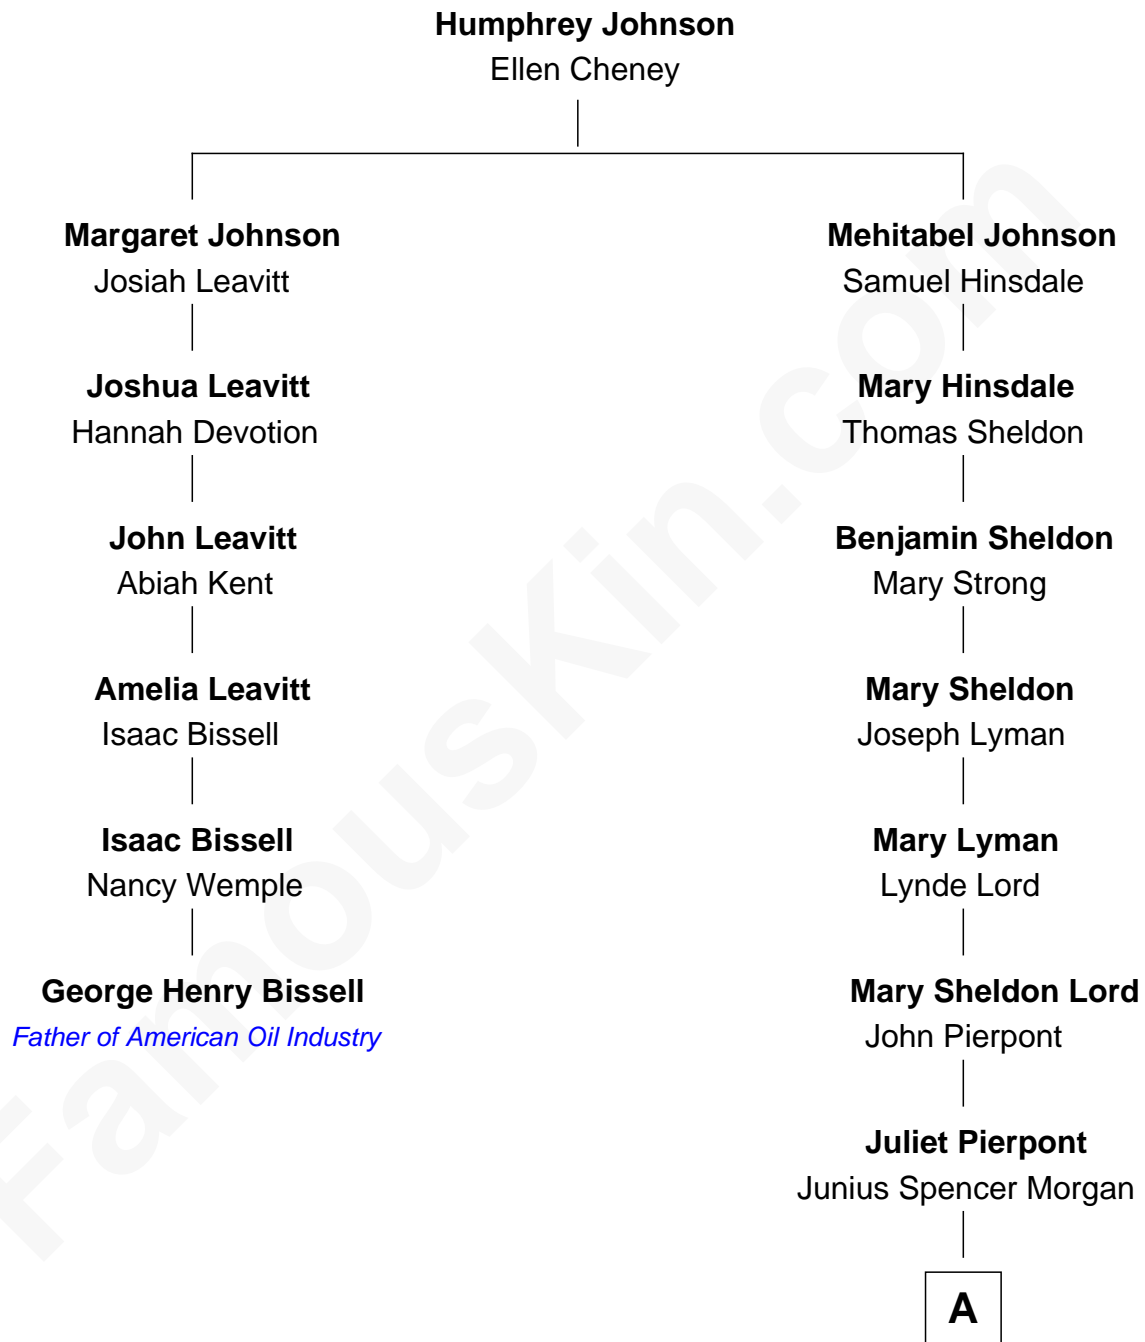 Humphrey Johnson
Ellen Cheney
Margaret Johnson
Josiah Leavitt
Mehitabel Johnson
Samuel Hinsdale
Joshua Leavitt
Hannah Devotion
Mary Hinsdale
Thomas Sheldon
John Leavitt
Abiah Kent
Benjamin Sheldon
Mary Strong
Amelia Leavitt
Isaac Bissell
Mary Sheldon
Joseph Lyman
Isaac Bissell
Nancy Wemple
Mary Lyman
Lynde Lord
George Henry Bissell
Father of American Oil Industry
Mary Sheldon Lord
John Pierpont
Juliet Pierpont
Junius Spencer Morgan
A
FamousKin.com